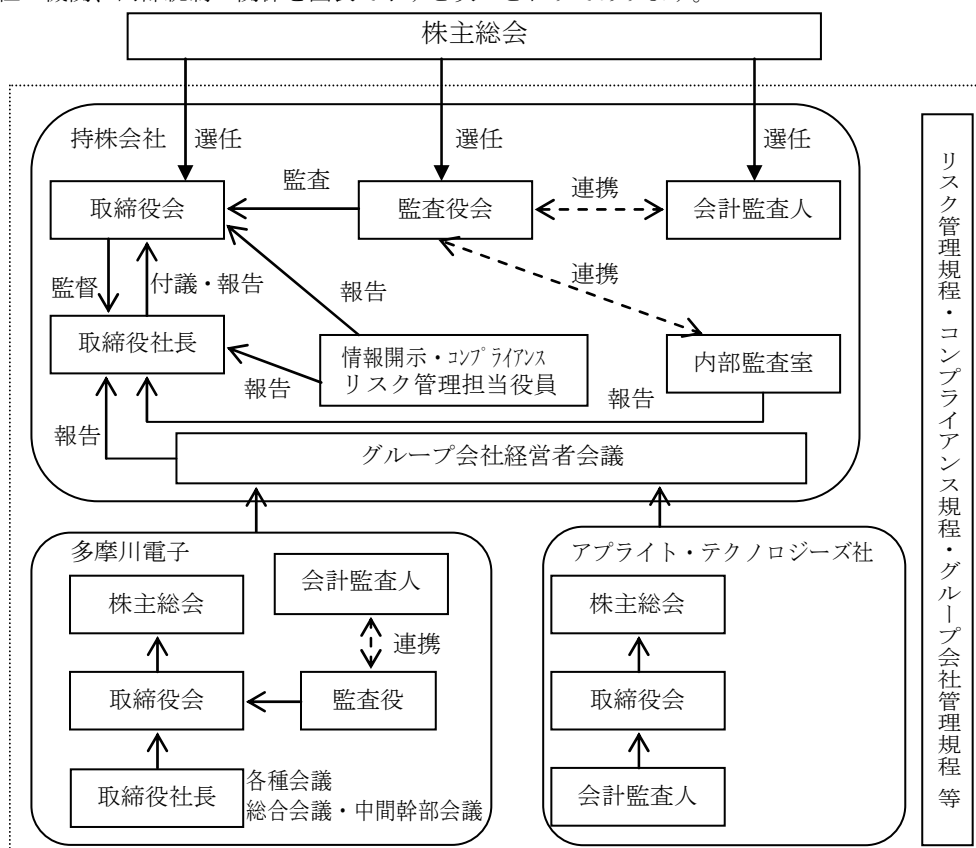 株主総会
持株会社
選任
選任
選任
取締役会
監査
監査役会
連携
会計監査人
監督
付議・報告
報告
連携
取締役社長
報告
情報開示・コンプライアンス
リスク管理担当役員
内部監査室
報告
報告
グループ会社経営者会議
多摩川電子
会計監査人
株主総会
連携
取締役会
監査役
取締役社長
各種会議
総合会議・中間幹部会議
アプライト・テクノロジーズ社
株主総会
取締役会
会計監査人
リスク管理規程・コンプライアンス規程・グループ会社管理規程 等